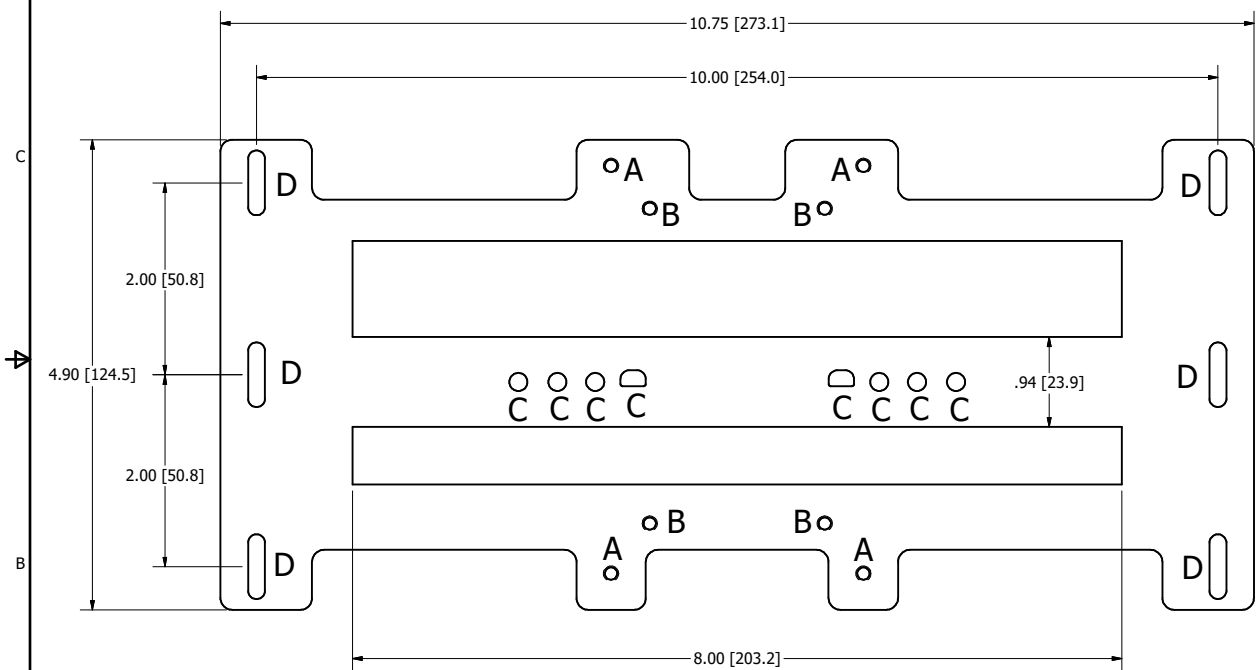 10.75 [273.1]
10.00 [254.0]
C
A A
D D
B B
2.00 [50.8]
4.90 [124.5] D D .94 [23.9]
C C C C C C C C
2.00 [50.8]
B B
A A
B D D
8.00 [203.2]